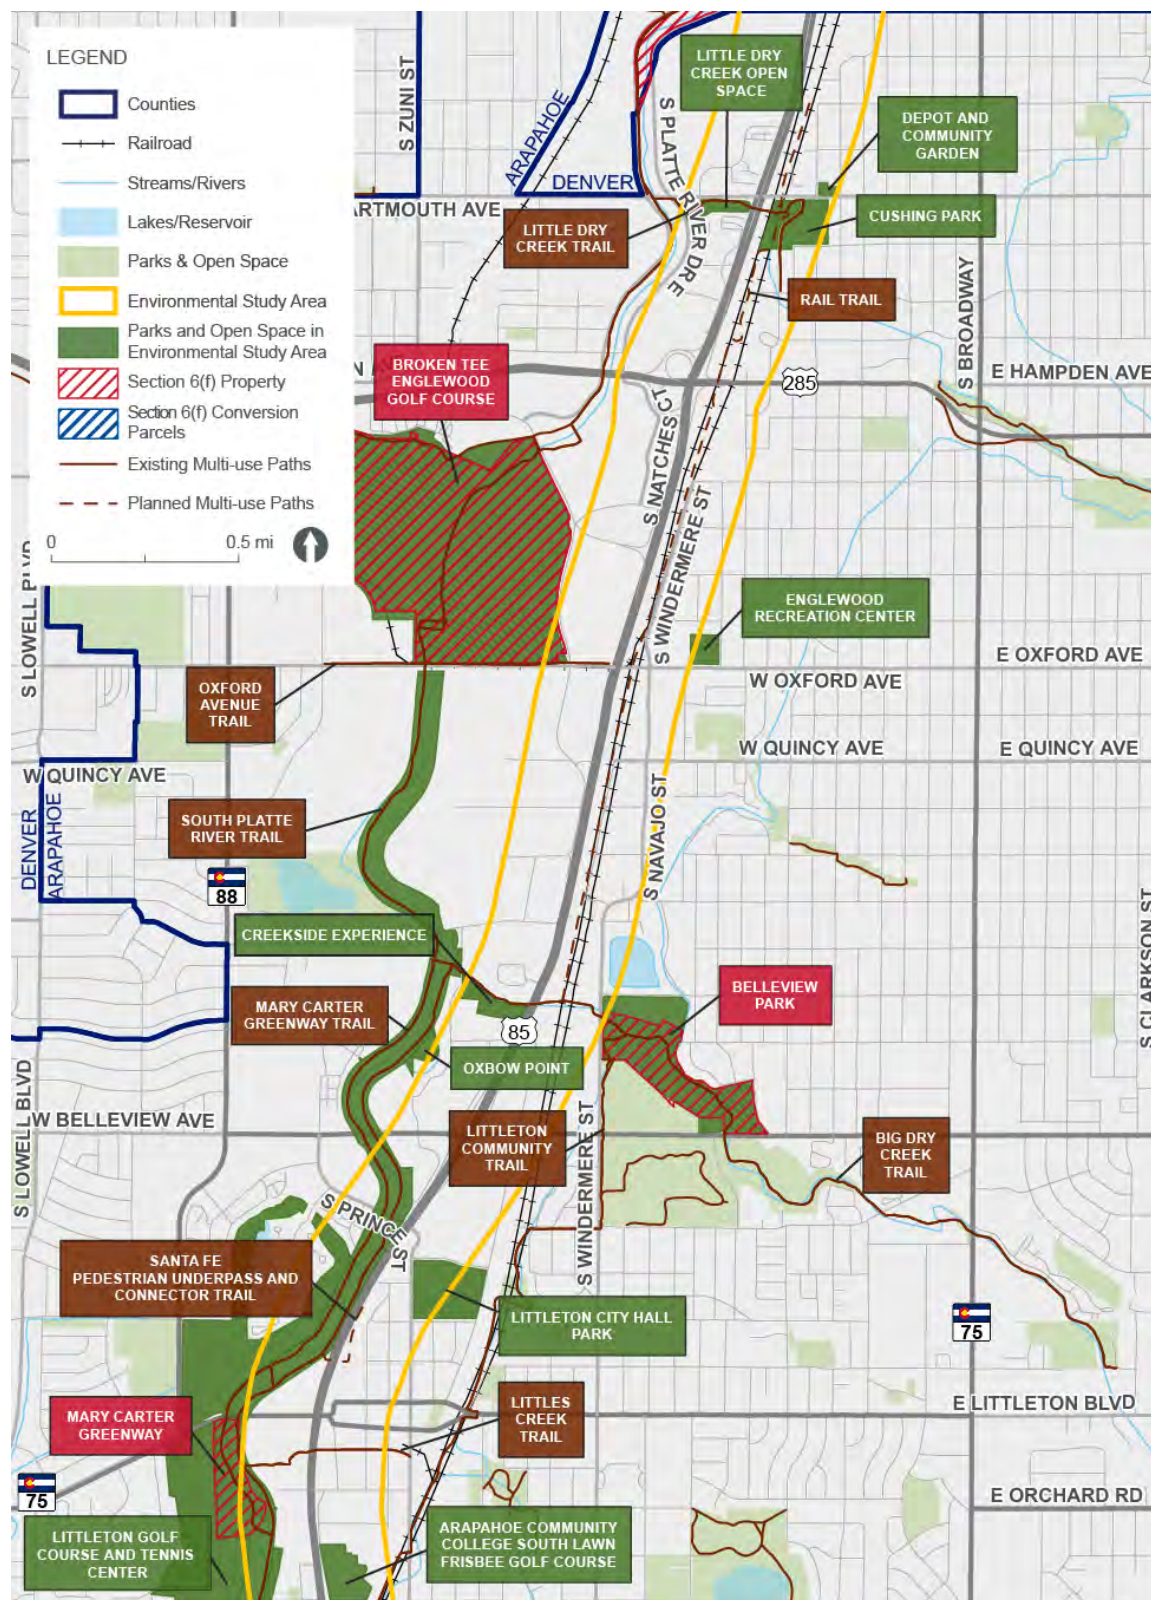 LEGEND
Counties
Railroad
Streams/Rivers
Lakes/Reservoir
Parks & Open Space
Environmental Study Area
Parks and Open Space in
Environmental Study Area
Section 6(f) Property
Section 6(f) Conversion
Parcels
Existing Multi-use Paths
Planned Multi-use Paths
0 0.5 mi
S ZUNI ST
ARAPAHOE
DENVER
S PLATTE RIVER DR E
LITTLE DRY
CREEK OPEN
SPACE
DEPOT AND
COMMUNITY
GARDEN
ARTMOUTH AVE
CUSHING PARK
LITTLE DRY
CREEK TRAIL
RAIL TRAIL
S BROADWAY
BROKEN TEE
ENGLEWOOD
GOLF COURSE
285
E HAMPDEN AVE
S NATCHES CT
S WINDERMERE ST
S LOWELL BLVD
ENGLEWOOD
RECREATION CENTER
E OXFORD AVE
W OXFORD AVE
OXFORD
AVENUE
TRAIL
W QUINCY AVE
E QUINCY AVE
W QUINCY AVE
DENVER
ARAPAHOE
SOUTH PLATTE
RIVER TRAIL
S NAVAJO ST
88
CREEKSIDE EXPERIENCE
S CLARKSON ST
BELLEVIEW
PARK
MARY CARTER
GREENWAY TRAIL
85
OXBOW POINT
S LOWELL BLVD
W BELLEVIEW AVE
LITTLETON
COMMUNITY
TRAIL
S WINDERMERE ST
BIG DRY
CREEK
TRAIL
S PRINCE ST
SANTA FE
PEDESTRIAN UNDERPASS AND
CONNECTOR TRAIL
LITTLETON CITY HALL
PARK
75
MARY CARTER
GREENWAY
LITTLES
CREEK
TRAIL
E LITTLETON BLVD
75
E ORCHARD RD
LITTLETON GOLF
COURSE AND TENNIS
CENTER
ARAPAHOE COMMUNITY
COLLEGE SOUTH LAWN
FRISBEE GOLF COURSE